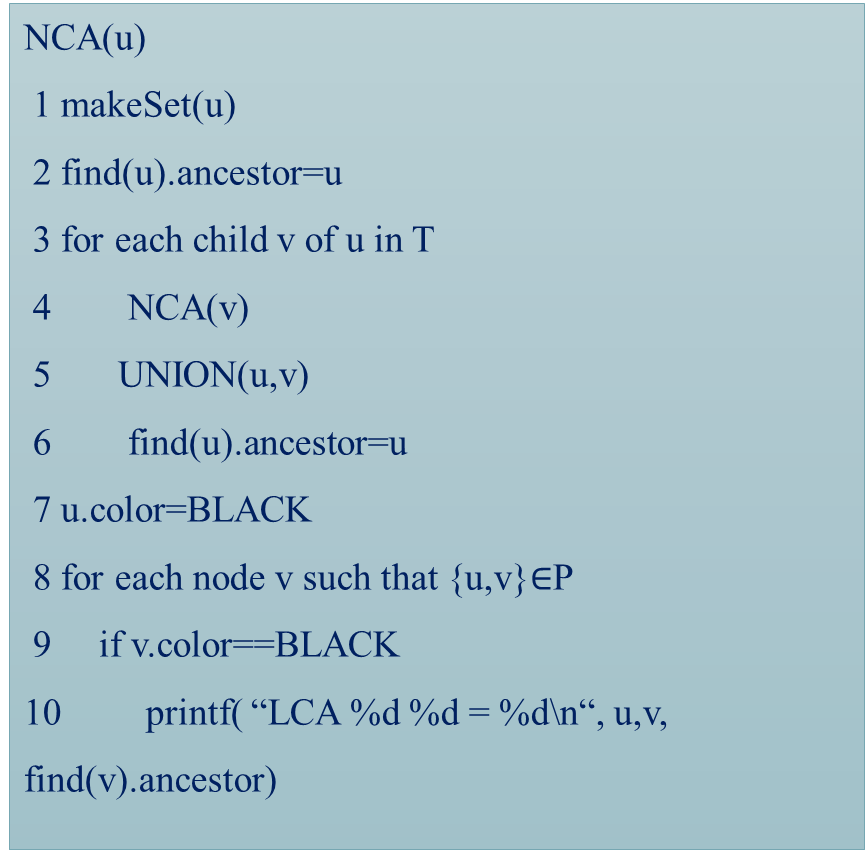 NCA(u)
1 makeSet(u)
2 find(u).ancestor=u
3 for each child v of u in T
4 NCA(v)
5 UNION(u,v)
6 find(u).ancestor=u
7 u.color=BLACK
8 for each node v such that {u,v}∈P
9 if v.color==BLACK
10 printf( “LCA %d %d = %d\n“, u,v,
find(v).ancestor)